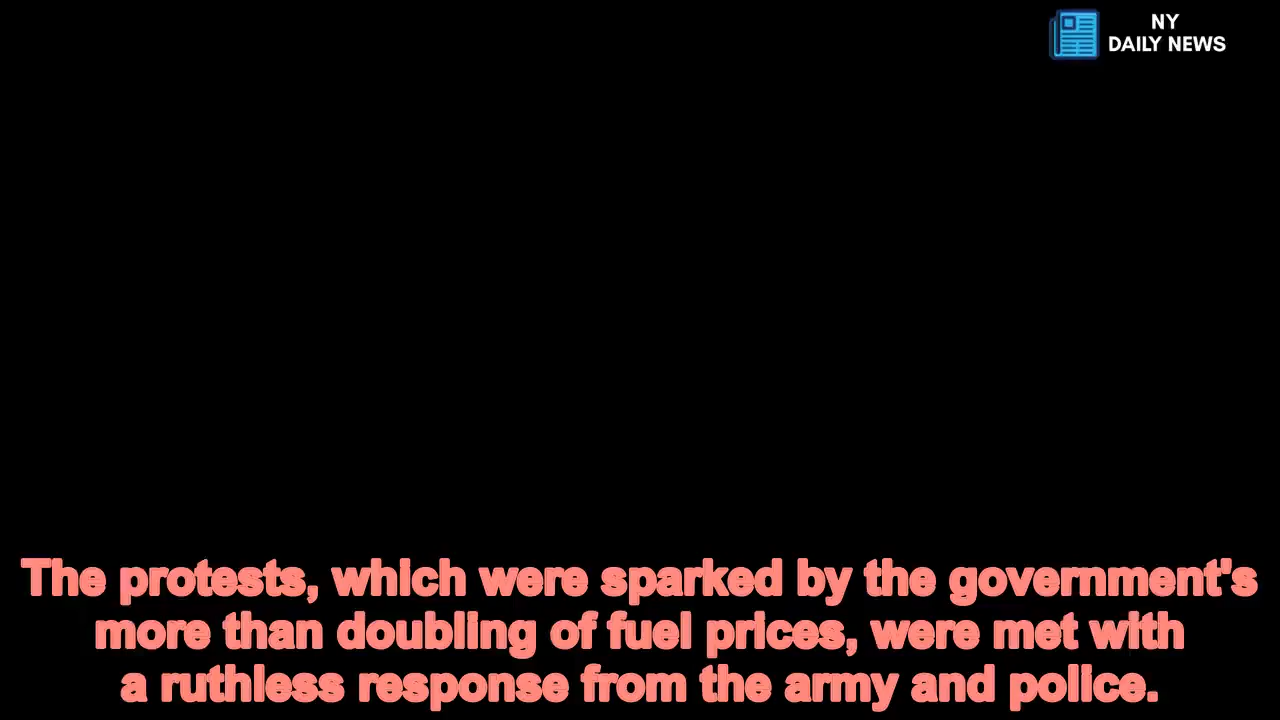 NY
DAILY NEWS
The protests, which were sparked by the government's
more than doubling of fuel prices, were met with
a ruthless response from the army and police.